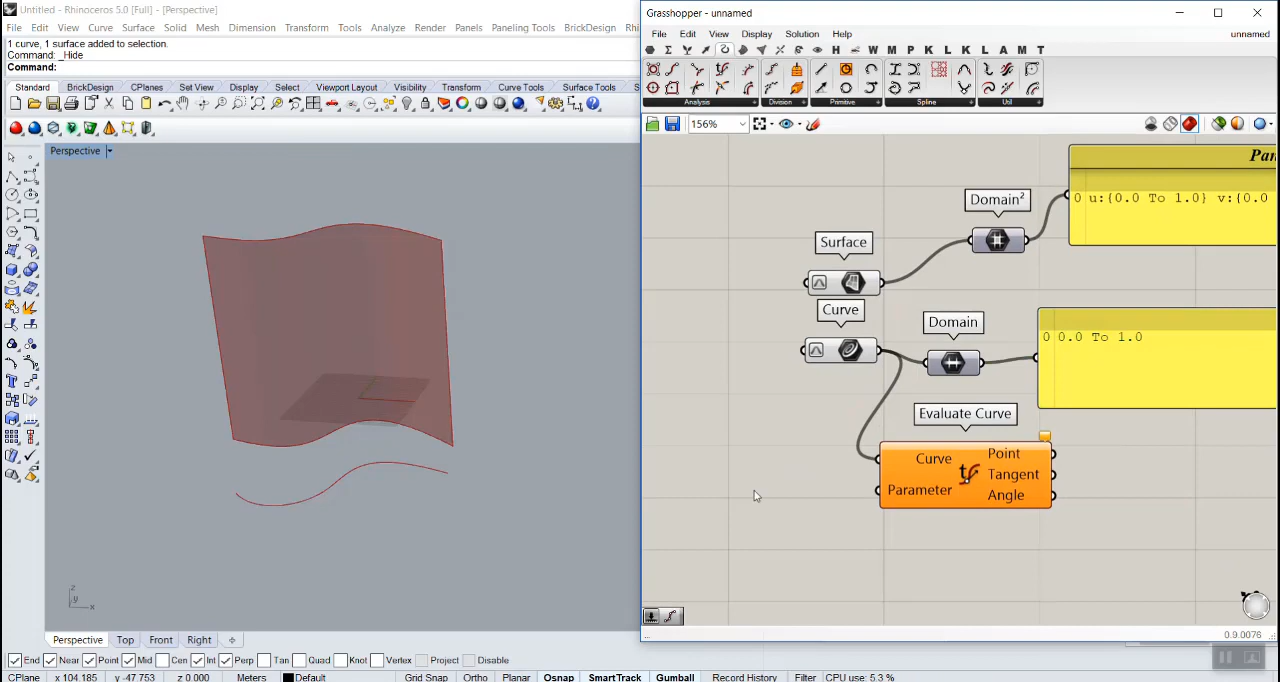 Untitled - Rhinoceros 5.0 [Full] - [Perspective]
File Edit View Curve Surface Solid Mesh Dimension Transform Tools Analyze Render Panels Paneling Tools BrickDesign
1 curve, 1 surface added to selection.
Command: _Hide
Command:
Standard BrickDesign CPlanes Set View Display Select Viewport Layout Visibility Transform Curve Tools Surface Tools
Perspective
z
y
x
Perspective Top Front Right
End Near Point Mid Cen Int Perp Tan Quad Knot Vertex Project Disable
CPlane x 104.185 y -47.753 z 0.000 Meters Default Grid Snap Ortho Planar Osnap SmartTrack Gumball Record History Filter CPU use: 5.3 %
Grasshopper - unnamed
File Edit View Display Solution Help unnamed
H W M P K L K L A M T
Analysis Division Primitive Spline Util
156%
Domain²
0 u:{0.0 To 1.0} v:{0.0
Surface
Curve
Domain
0 0.0 To 1.0
Evaluate Curve
Curve
Parameter
Point
Tangent
Angle
0.9.0076